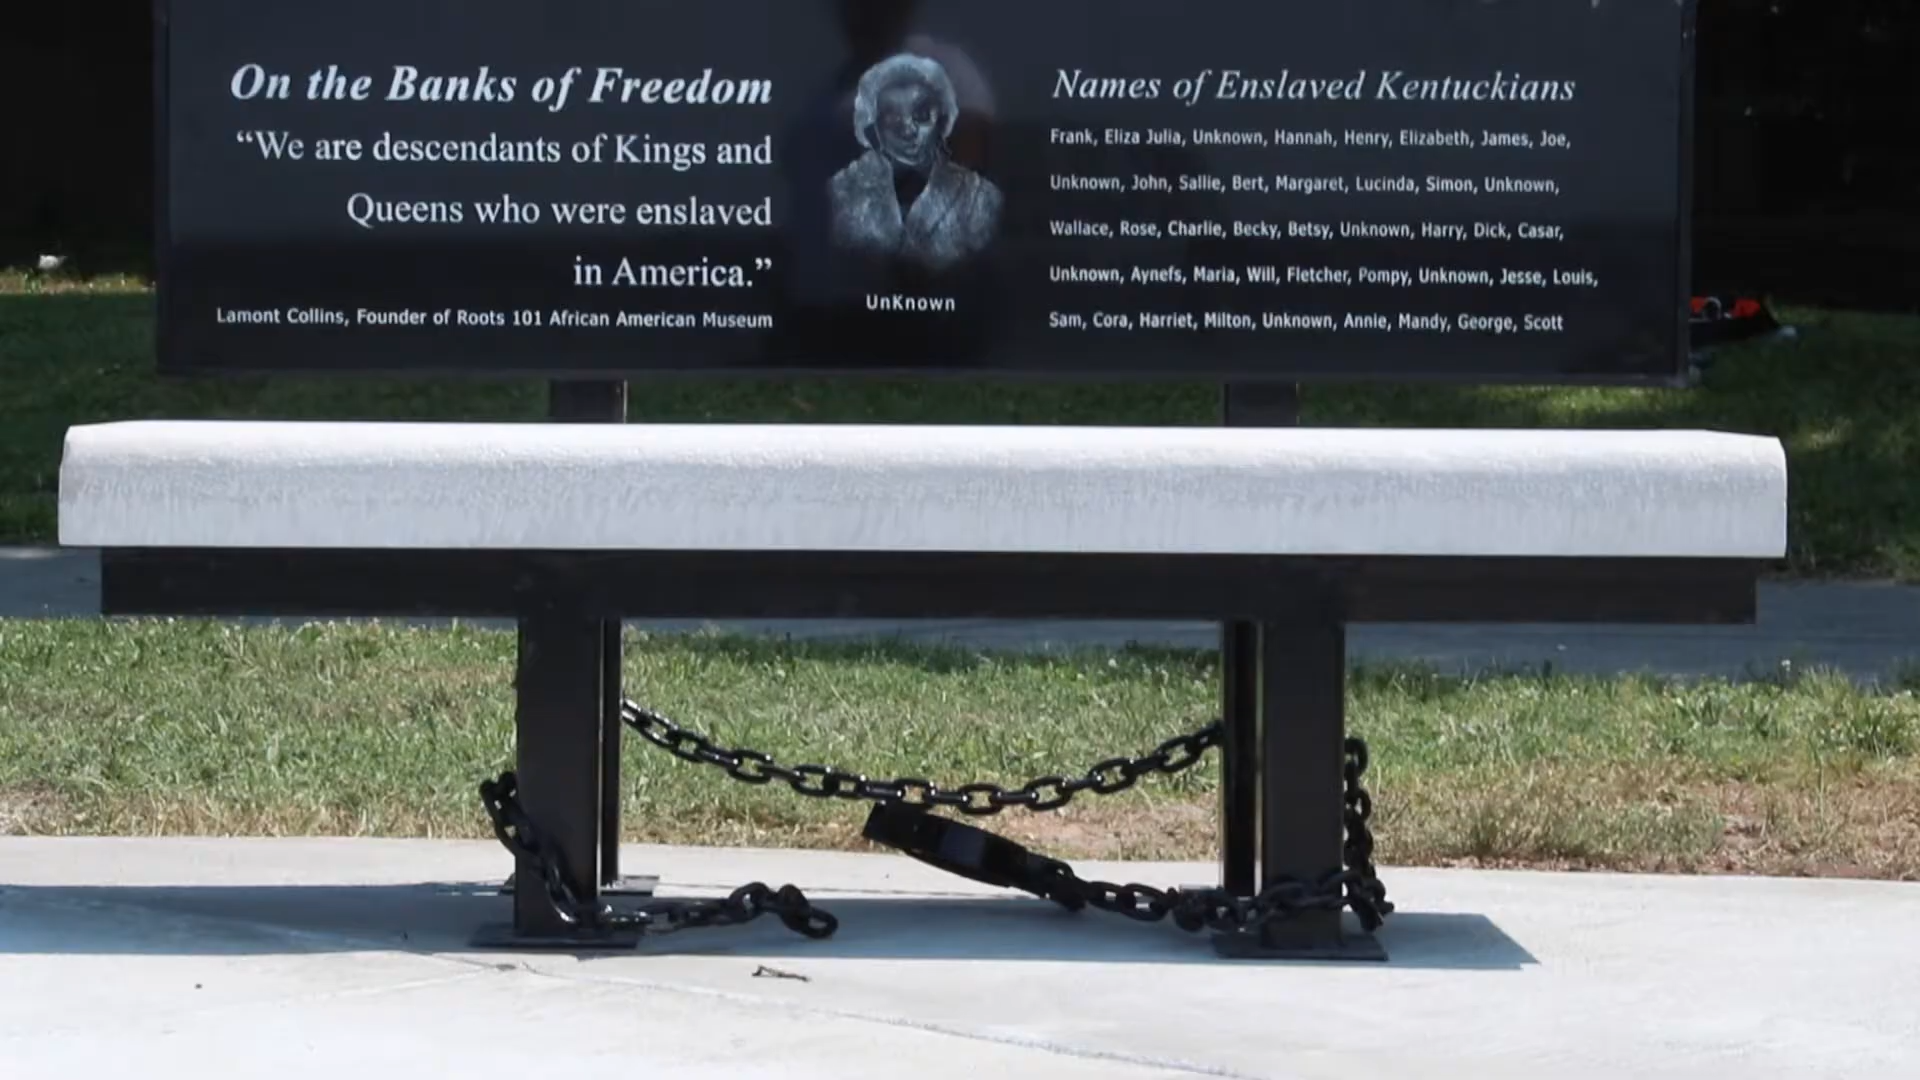 On the Banks of Freedom
“We are descendants of Kings and
Queens who were enslaved
in America.”
Lamont Collins, Founder of Roots 101 African American Museum
UnKnown
Names of Enslaved Kentuckians
Frank, Eliza Julia, Unknown, Hannah, Henry, Elizabeth, James, Joe,
Unknown, John, Sallie, Bert, Margaret, Lucinda, Simon, Unknown,
Wallace, Rose, Charlie, Becky, Betsy, Unknown, Harry, Dick, Casar,
Unknown, Aynefs, Maria, Will, Fletcher, Pompy, Unknown, Jesse, Louis,
Sam, Cora, Harriet, Milton, Unknown, Annie, Mandy, George, Scott